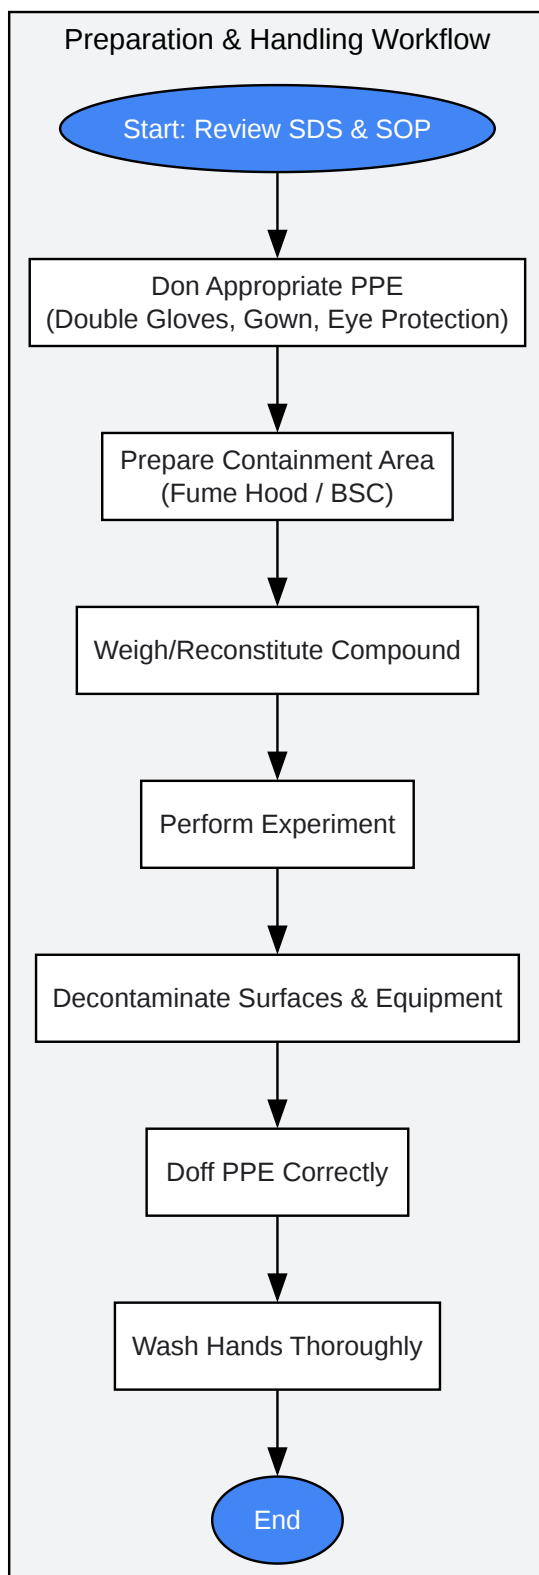 Preparation & Handling Workflow
Start: Review SDS & SOP
Don Appropriate PPE
(Double Gloves, Gown, Eye Protection)
Prepare Containment Area
(Fume Hood / BSC)
Weigh/Reconstitute Compound
Perform Experiment
Decontaminate Surfaces & Equipment
Doff PPE Correctly
Wash Hands Thoroughly
End